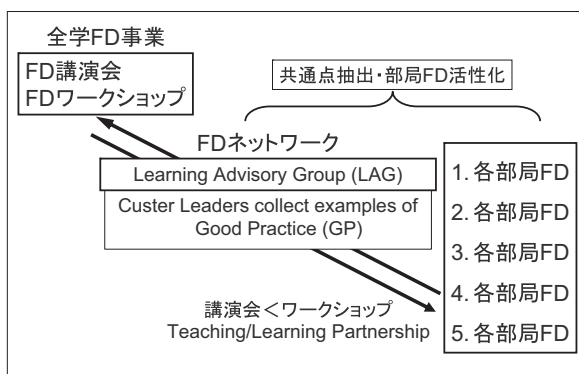 全学FD事業
FD講演会
FDワークショップ
共通点抽出・部局FD活性化
FDネットワーク
Learning Advisory Group (LAG)
Custer Leaders collect examples of
Good Practice (GP)
講演会＜ワークショップ
Teaching/Learning Partnership
1. 各部局FD
2. 各部局FD
3. 各部局FD
4. 各部局FD
5. 各部局FD